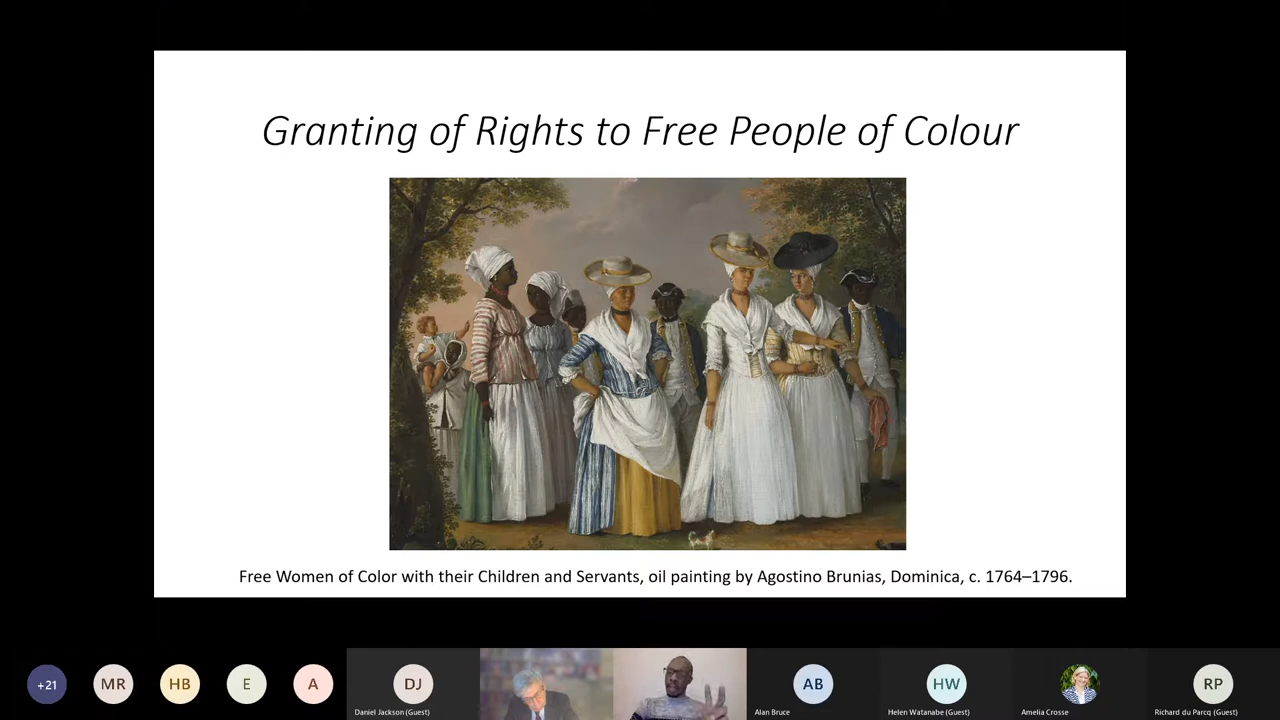 Granting of Rights to Free People of Colour
Free Women of Color with their Children and Servants, oil painting by Agostino Brunias, Dominica, c. 1764–1796.
+21
MR
HB
E
A
DJ
AB
HW
RP
Daniel Jackson (Guest)
Alan Bruce
Helen Watanabe (Guest)
Amelia Crosse
Richard du Parcq (Guest)